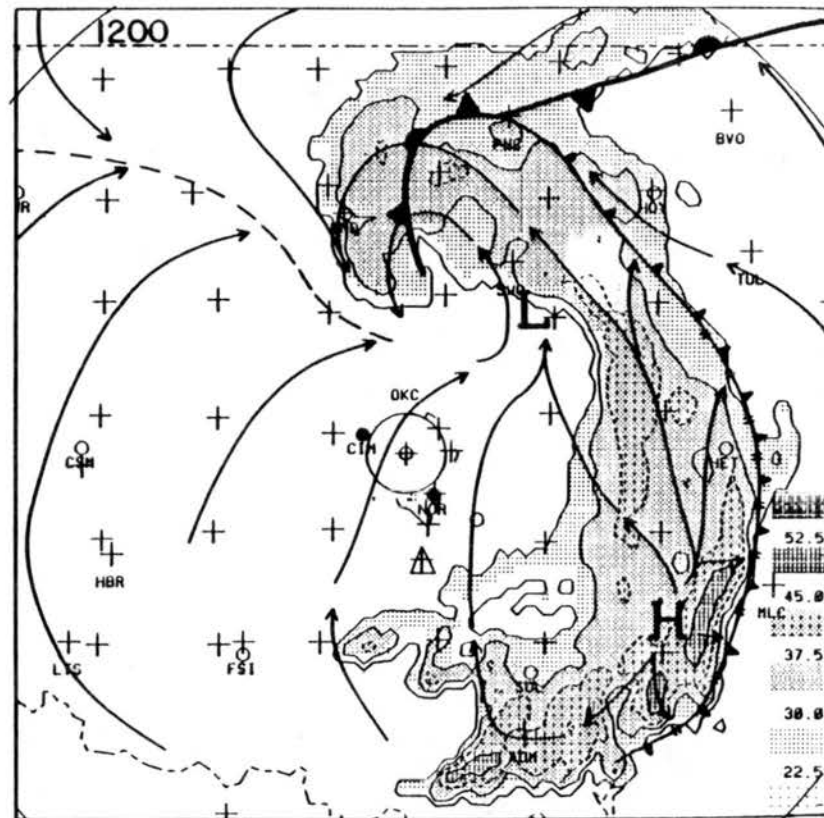 1200
BVO
TUL
L
OKC
CSM
NOR
52.5
HBR
45.0
H
MLC
37.5
LTS
FSI
30.0
ADM
22.5